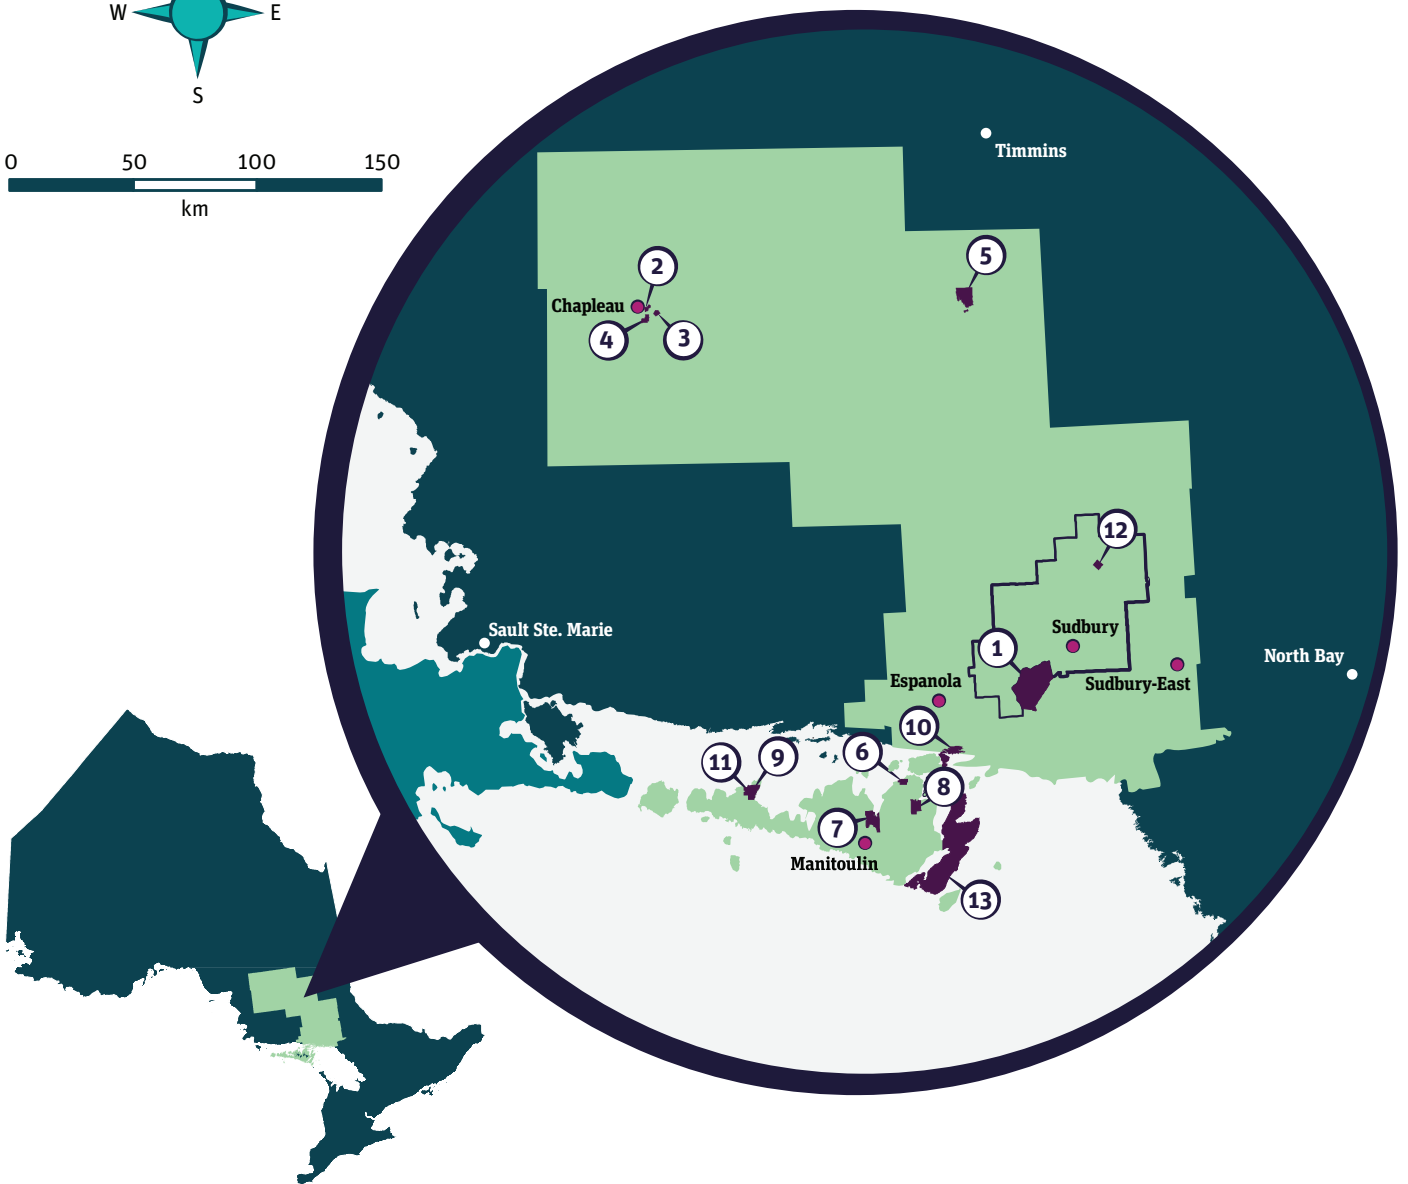 W E
S
0 50 100 150
km
Timmins
5
2
Chapleau
4 3
12
Sault Ste. Marie
Sudbury
1
North Bay
Espanola
Sudbury-East
10
11 9 6
8
7
Manitoulin
13